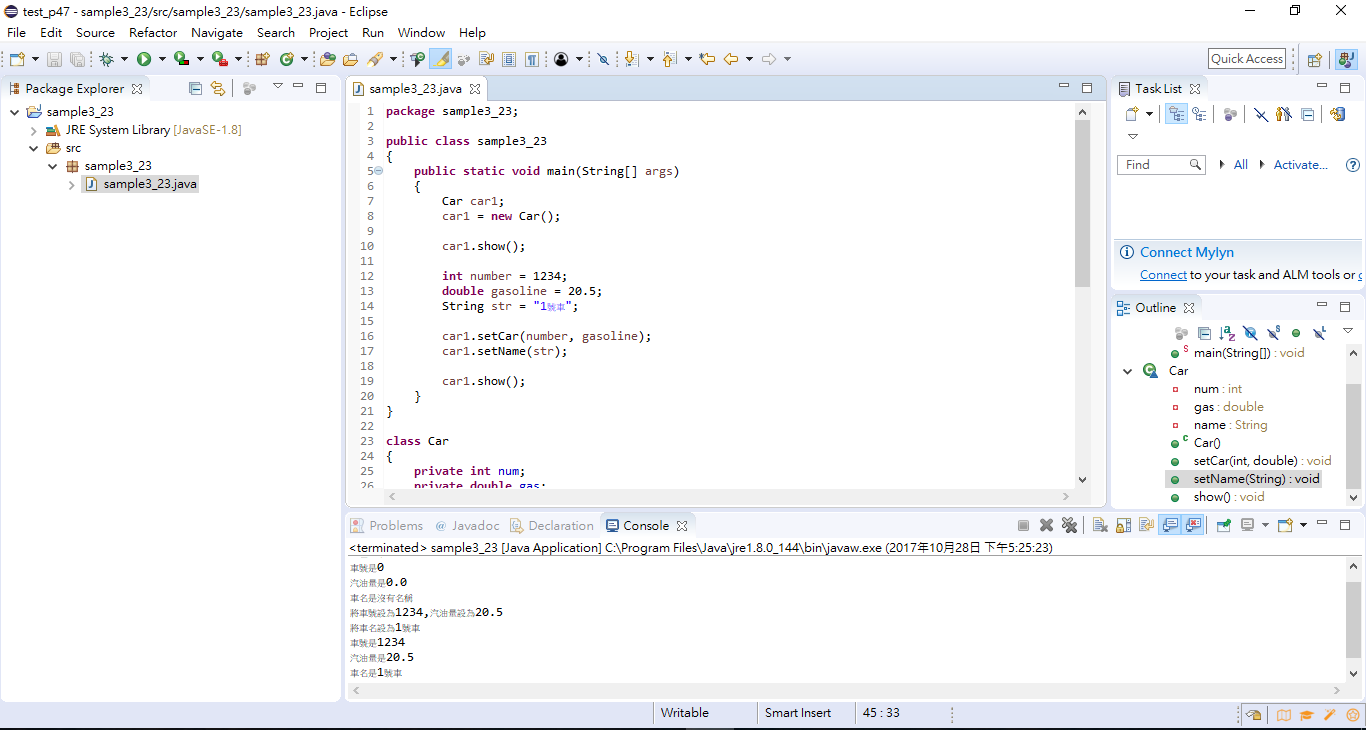 test_p47 - sample3_23/src/sample3_23/sample3_23.java - Eclipse
File Edit Source Refactor Navigate Search Project Run Window Help
Quick Access
Package Explorer
sample3_23
JRE System Library [JavaSE-1.8]
src
sample3_23
sample3_23.java
sample3_23.java
1 package sample3_23;
2
3 public class sample3_23
4 {
5 public static void main(String[] args)
6 {
7 Car car1;
8 car1 = new Car();
9
10 car1.show();
11
12 int number = 1234;
13 double gasoline = 20.5;
14 String str = "1號車";
15
16 car1.setCar(number, gasoline);
17 car1.setName(str);
18
19 car1.show();
20 }
21 }
22
23 class Car
24 {
25 private int num;
26 private double gas;
Task List
Find All Activate...
Connect Mylyn
Connect to your task and ALM tools or c
Outline
main(String[]) : void
Car
num : int
gas : double
name : String
Car()
setCar(int, double) : void
setName(String) : void
show() : void
Problems @ Javadoc Declaration Console
<terminated> sample3_23 [Java Application] C:\Program Files\Java\jre1.8.0_144\bin\javaw.exe (2017年10月28日 下午5:25:23)
車號是0
汽油量是0.0
車名是沒有名稱
將車號設為1234,汽油量設為20.5
將車名設為1號車
車號是1234
汽油量是20.5
車名是1號車
Writable Smart Insert 45 : 33